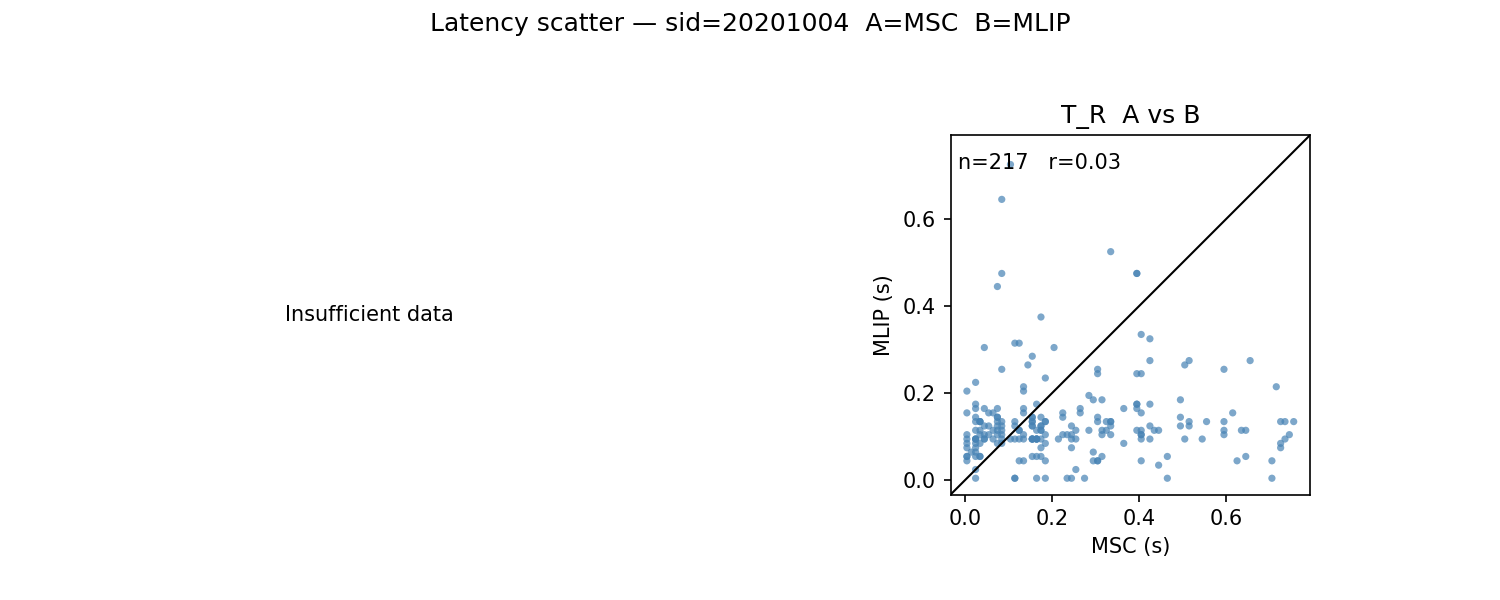 Latency scatter — sid=20201004  A=MSC  B=MLIP
Insufficient data
T_R  A vs B
n=217   r=0.03
MLIP (s)
0.6
0.4
0.2
0.0
0.0 0.2 0.4 0.6
MSC (s)